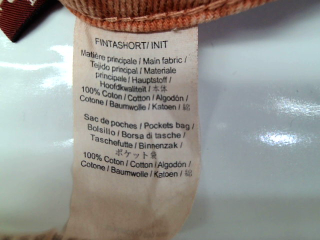 FINTASHORT/ INIT
Matière principale / Main fabric /
Tejido principal / Materiale
principale / Hauptstoff /
Hoofdkwaliteit / 本体
100% Coton / Cotton / Algodón /
Cotone / Baumwolle / Katoen / 綿
Sac de poches / Pockets bag /
Bolsillo / Borsa di tasche /
Taschefutte / Binnenzak /
ポケット裏
100% Coton / Cotton / Algodón /
Cotone / Baumwolle / Katoen / 綿